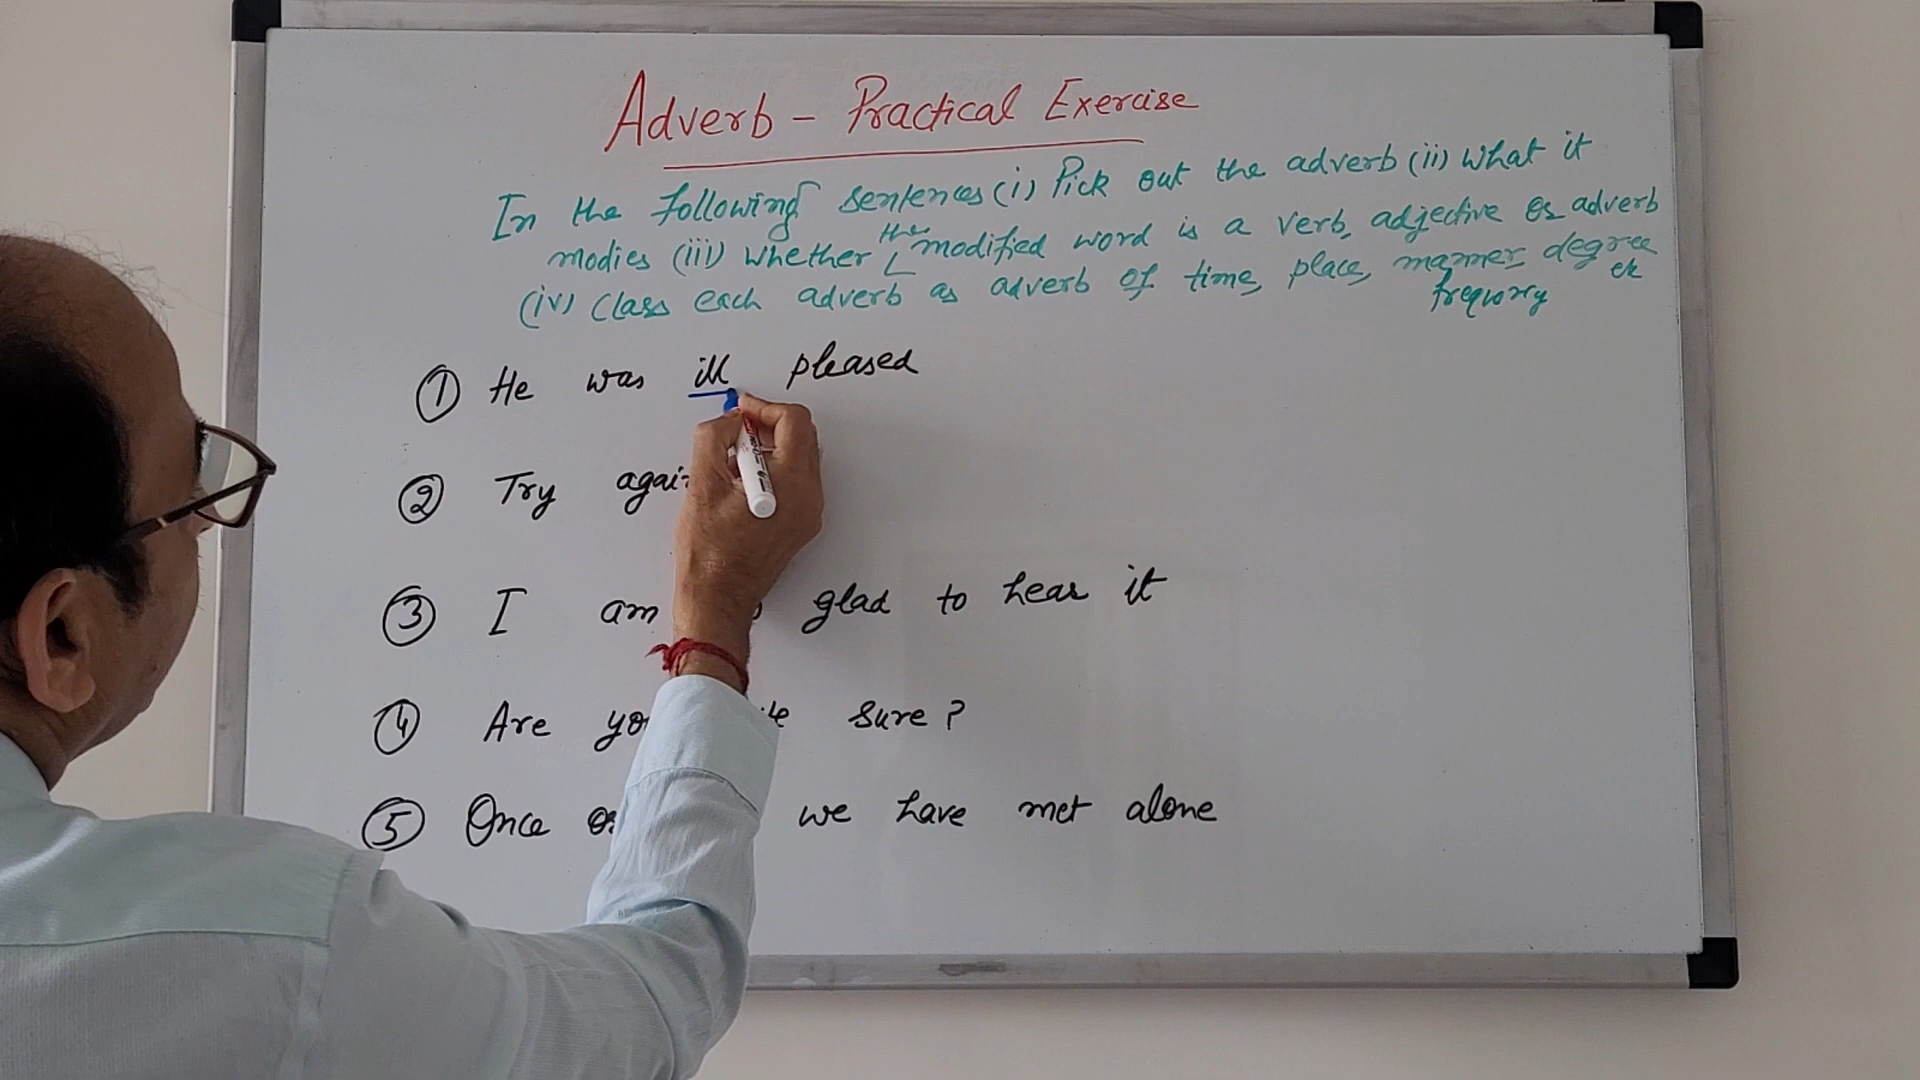 Adverb - Practical Exercise
In the following sentences (i) Pick out the adverb (ii) What it
modies (iii) whether the modified word is a verb, adjective or adverb
(iv) Class each adverb as adverb of time, place, manner degree
or
frequency
① He was ill pleased
② Try
③ I am glad to hear it
④ Are sure?
⑤ Once we have met alone